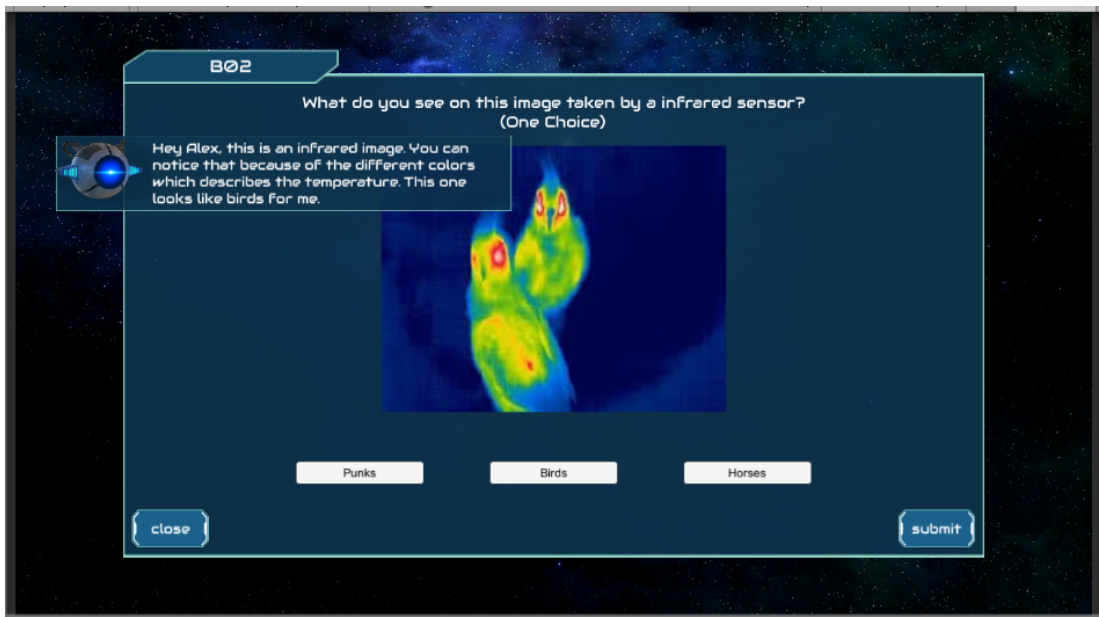 B02
What do you see on this image taken by a infrared sensor?
(One Choice)
Hey Alex, this is an infrared image. You can
notice that because of the different colors
which describes the temperature. This one
looks like birds for me.
Punks
Birds
Horses
close
submit